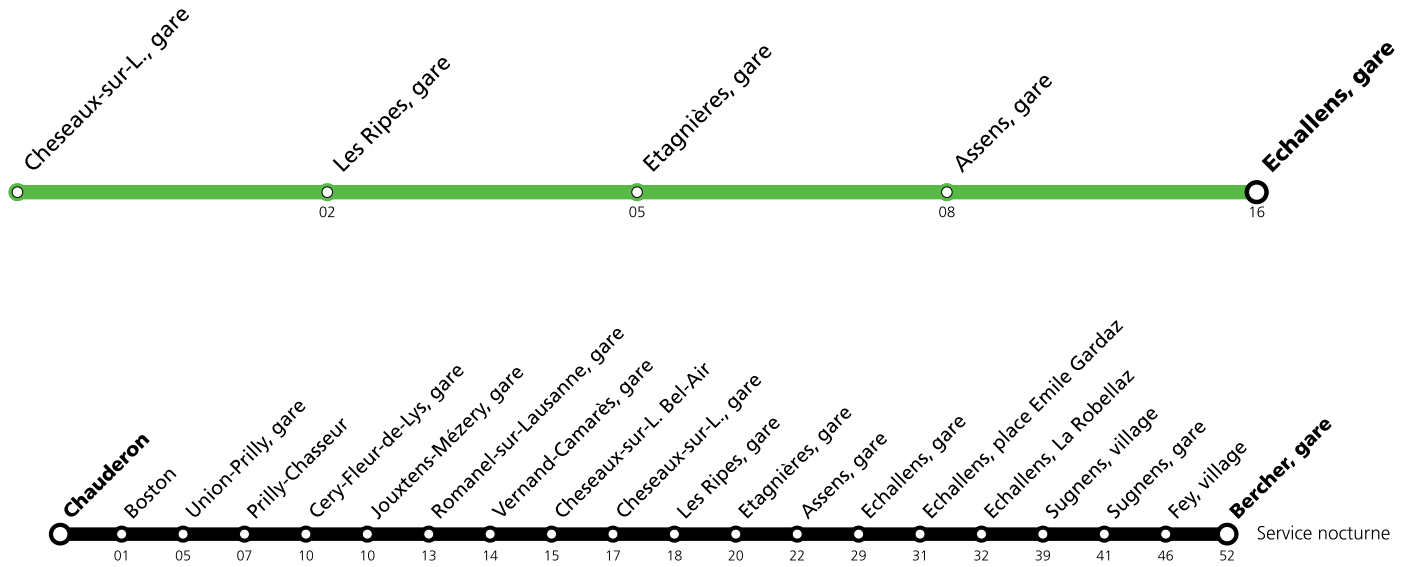 Cheseaux-sur-L., gare
Les Ripes, gare
Etagnières, gare
Assens, gare
Echallens, gare
02
05
08
16
Chauderon
Boston
Union-Prilly, gare
Prilly-Chasseur
Cery-Fleur-de-Lys, gare
Jouxtens-Mézery, gare
Romanel-sur-Lausanne, gare
Vernand-Camarès, gare
Cheseaux-sur-L. Bel-Air
Cheseaux-sur-L., gare
Les Ripes, gare
Etagnières, gare
Assens, gare
Echallens, gare
Echallens, place Emile Gardaz
Echallens, La Robellaz
Sugnens, village
Sugnens, gare
Fey, village
Bercher, gare
Service nocturne
01
05
07
10
10
13
14
15
17
18
20
22
29
31
32
39
41
46
52